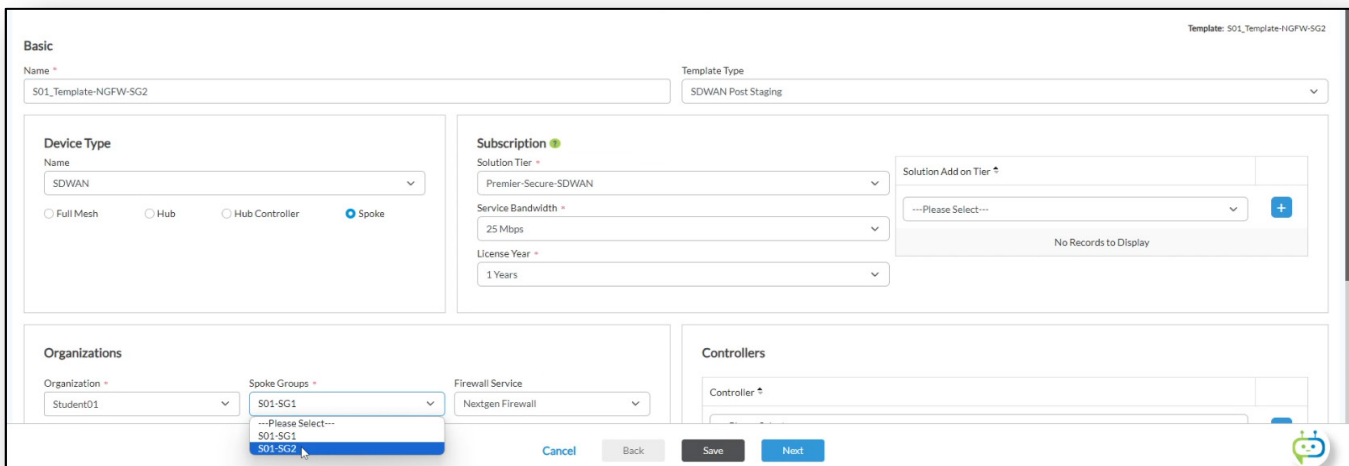 Template: S01_Template-NGFW-SG2
Basic
Name *
Template Type
S01_Template-NGFW-SG2
SDWAN Post Staging
Device Type
Name
SDWAN
Full Mesh
Hub
Hub Controller
Spoke
Subscription ?
Solution Tier *
Premier-Secure-SDWAN
Service Bandwidth *
25 Mbps
License Year *
1 Years
Solution Add on Tier
---Please Select---
+
No Records to Display
Organizations
Organization *
Student01
Spoke Groups *
S01-SG1
---Please Select---
S01-SG1
S01-SG2
Firewall Service
Nextgen Firewall
Controllers
Controller
Cancel
Back
Save
Next